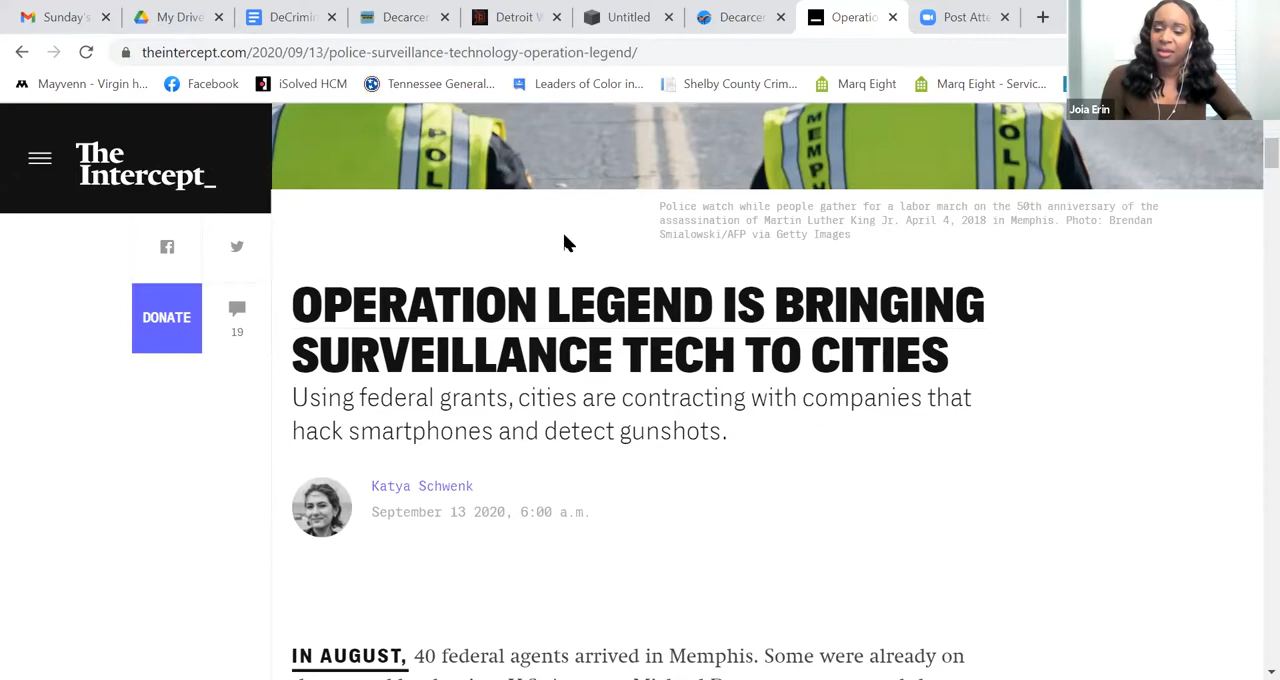 Sunday's
My Drive
DeCrimin
Decarcer
Detroit W
Untitled
Decarcer
Operatio
Post Atte
theintercept.com/2020/09/13/police-surveillance-technology-operation-legend/
Mayvenn - Virgin h...
Facebook
iSolved HCM
Tennessee General...
Leaders of Color in...
Shelby County Crim...
Marq Eight
Marq Eight - Servic...
Joia Erin
The
Intercept_
POL
MEMPH
POLI
Police watch while people gather for a labor march on the 50th anniversary of the
assassination of Martin Luther King Jr. April 4, 2018 in Memphis. Photo: Brendan
Smialowski/AFP via Getty Images
OPERATION LEGEND IS BRINGING
SURVEILLANCE TECH TO CITIES
Using federal grants, cities are contracting with companies that
hack smartphones and detect gunshots.
DONATE
19
Katya Schwenk
September 13 2020, 6:00 a.m.
IN AUGUST, 40 federal agents arrived in Memphis. Some were already on